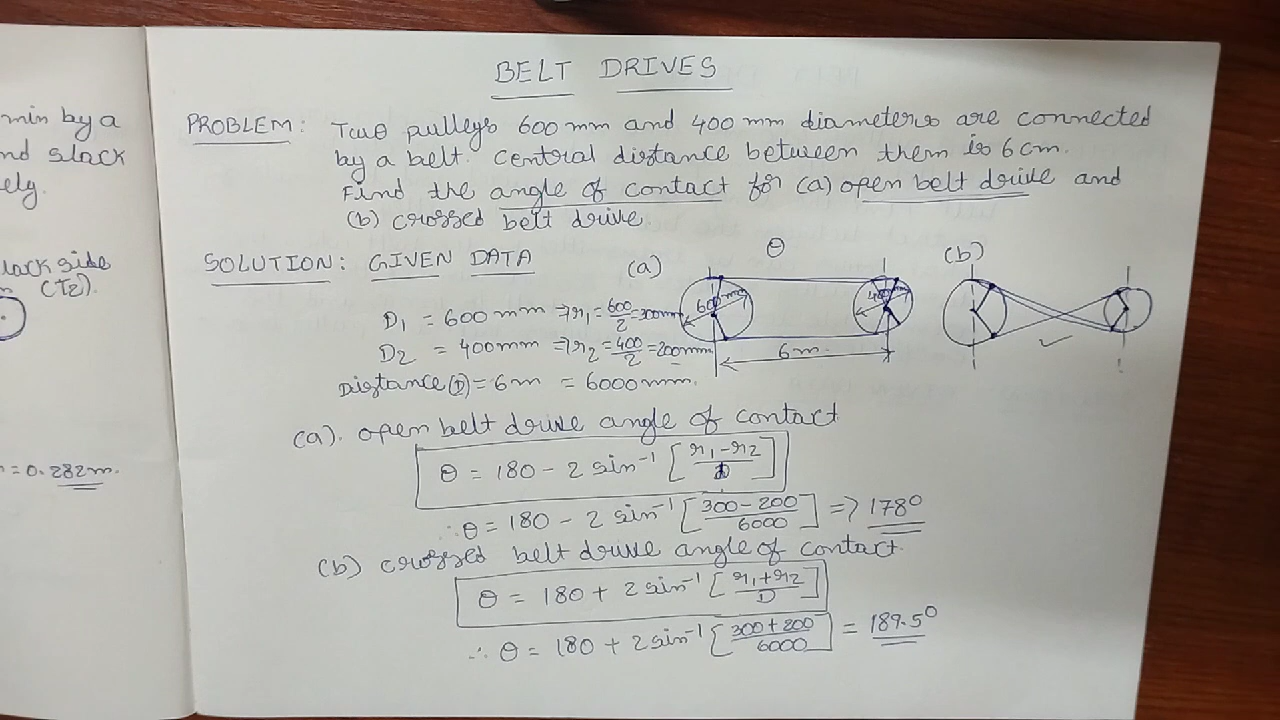 BELT DRIVES
min by a
nd slack
ely.
lack side
(T2).
= 0.282m.
PROBLEM: Two pulleys 600 mm and 400 mm diameters are connected
by a belt. central distance between them is 6 cm.
Find the angle of contact for (a) open belt drive and
(b) crossed belt drive.
SOLUTION: GIVEN DATA
(a) θ (b)
D1 = 600 mm ⇒ r1 = 600/2 = 300mm
D2 = 400mm ⇒ r2 = 400/2 = 200mm
600 mm
400
6m.
Distance (D) = 6m = 6000mm.
(a). open belt drive angle of contact
θ = 180 - 2 sin⁻¹ [r1-r2/D]
∴ θ = 180 - 2 sin⁻¹ [300-200/6000] => 178°
(b) crossed belt drive angle of contact.
θ = 180 + 2 sin⁻¹ [r1+r2/D]
∴ θ = 180 + 2 sin⁻¹ [300+200/6000] = 189.5°